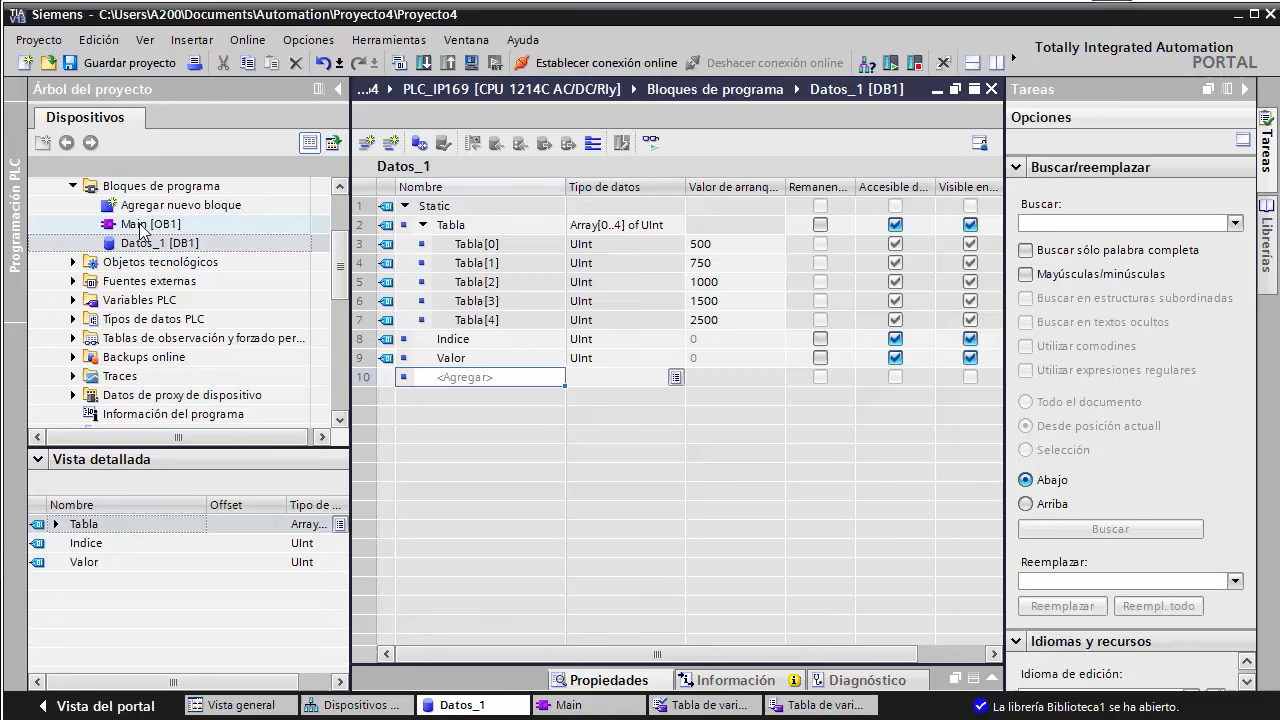 TIA V13 Siemens - C:\Users\A200\Documents\Automation\Proyecto4\Proyecto4
Proyecto Edición Ver Insertar Online Opciones Herramientas Ventana Ayuda
Totally Integrated Automation
PORTAL
Guardar proyecto Establecer conexión online Deshacer conexión online
Árbol del proyecto
...o4 PLC_IP169 [CPU 1214C AC/DC/Rly] Bloques de programa Datos_1 [DB1]
Tareas
Dispositivos
Opciones
Programación PLC
Bloques de programa
Agregar nuevo bloque
Main [OB1]
Datos_1 [DB1]
Objetos tecnológicos
Fuentes externas
Variables PLC
Tipos de datos PLC
Tablas de observación y forzado per...
Backups online
Traces
Datos de proxy de dispositivo
Información del programa
Vista detallada
Nombre Offset Tipo de ...
Tabla Array...
Indice UInt
Valor UInt
Datos_1
Nombre Tipo de datos Valor de arranq... Remanen... Accesible d... Visible en...
1 Static
2 Tabla Array[0..4] of UInt
3 Tabla[0] UInt 500
4 Tabla[1] UInt 750
5 Tabla[2] UInt 1000
6 Tabla[3] UInt 1500
7 Tabla[4] UInt 2500
8 Indice UInt 0
9 Valor UInt 0
10 <Agregar>
Propiedades Información Diagnóstico
Buscar/reemplazar
Buscar:
Buscar sólo palabra completa
Mayúsculas/minúsculas
Buscar en estructuras subordinadas
Buscar en textos ocultos
Utilizar comodines
Utilizar expresiones regulares
Todo el documento
Desde posición actuall
Selección
Abajo
Arriba
Buscar
Reemplazar:
Reemplazar Reempl. todo
Idiomas y recursos
Idioma de edición:
Tareas
Librerías
Vista del portal Vista general Dispositivos ... Datos_1 Main Tabla de vari... Tabla de vari... La librería Biblioteca1 se ha abierto.